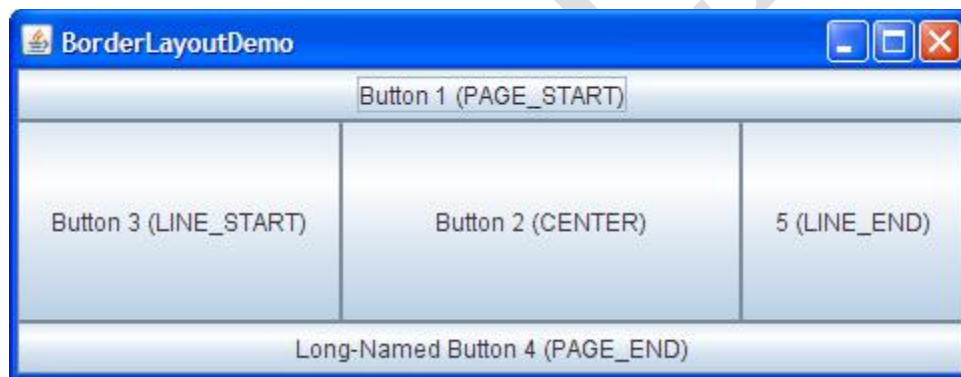 BorderLayoutDemo
Button 1 (PAGE_START)
Button 3 (LINE_START) Button 2 (CENTER) 5 (LINE_END)
Long-Named Button 4 (PAGE_END)